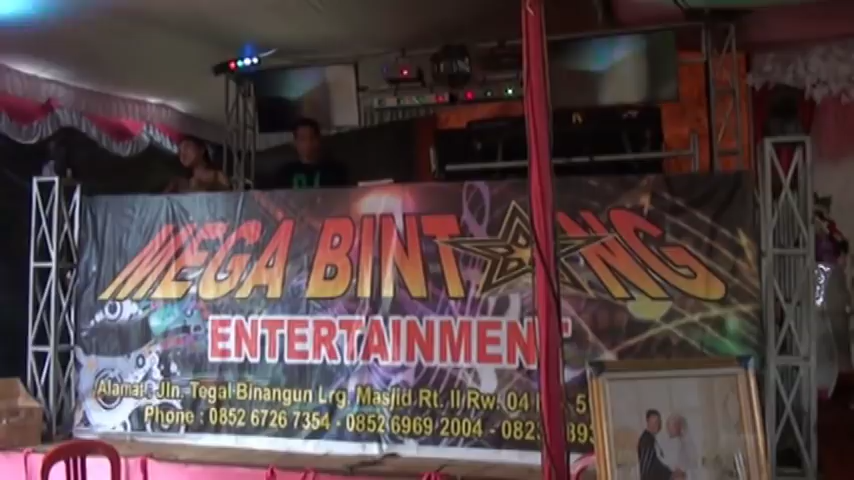 MEGA BINTANG
ENTERTAINMENT
Alamat : Jln. Tegal Binangun Lrg. Masjid Rt. II Rw. 04
Phone : 0852 6726 7354 - 0852 6969 2004 -